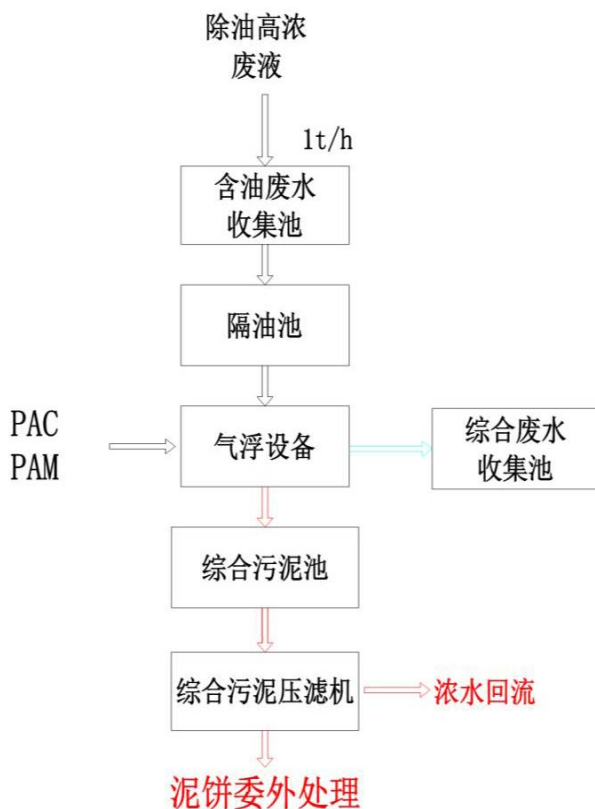 除油高浓
废液
1t/h
含油废水
收集池
隔油池
PAC
PAM
气浮设备
综合废水
收集池
综合污泥池
综合污泥压滤机
浓水回流
泥饼委外处理